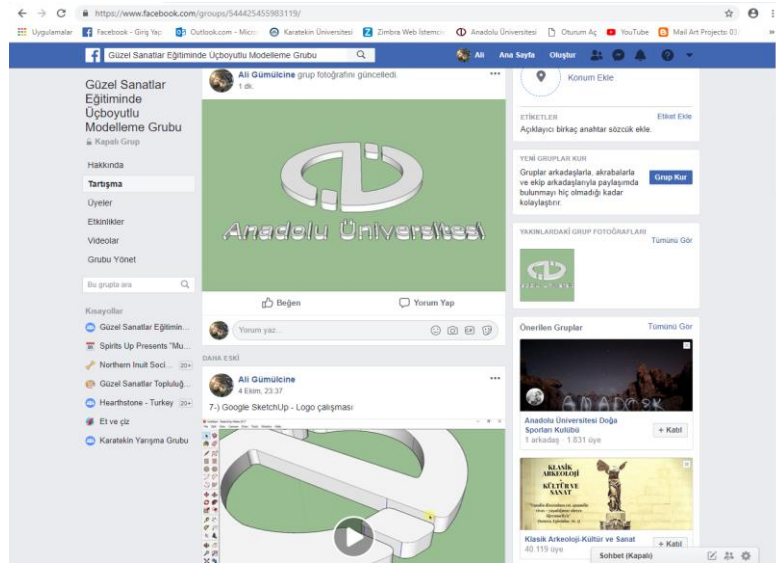 https://www.facebook.com/groups/544425455983119/
Uygulamalar
Facebook - Giriş Yap
Outlook.com - Micro
Karatekin Üniversitesi
Zimbra Web İstemci
Anadolu Üniversitesi
Oturum Aç
YouTube
Mail Art Projects: 03
Güzel Sanatlar Eğitiminde Üçboyutlu Modelleme Grubu
Ali
Ana Sayfa
Oluştur
Güzel Sanatlar
Eğitiminde
Üçboyutlu
Modelleme Grubu
Kapalı Grup
Hakkında
Tartışma
Üyeler
Etkinlikler
Videolar
Grubu Yönet
Bu grupta ara
Kısayollar
Güzel Sanatlar Eğitimin...
Spirits Up Presents "Mu...
Northern Inuit Soci... 20+
Güzel Sanatlar Topluluğ...
Hearthstone - Turkey 20+
Et ve çiz
Karatekin Yarışma Grubu
Ali Gümülcine grup fotoğrafını güncelledi.
1 dk.
Anadolu Üniversitesi
Beğen
Yorum Yap
Yorum yaz...
DAHA ESKİ
Ali Gümülcine
4 Ekim, 23:37
7-) Google SketchUp - Logo çalışması
Konum Ekle
ETİKETLER
Etiket Ekle
Açıklayıcı birkaç anahtar sözcük ekle.
YENİ GRUPLAR KUR
Gruplar arkadaşlarla, akrabalarla
ve ekip arkadaşlarıyla paylaşımda
bulunmayı hiç olmadığı kadar
kolaylaştırır.
Grup Kur
YAKINLARDAKİ GRUP FOTOĞRAFLARI
Tümünü Gör
Önerilen Gruplar
Tümünü Gör
Anadolu Üniversitesi Doğa
Sporları Kulübü
1 arkadaş · 1.831 üye
+ Katıl
KLASİK
ARKEOLOJİ
KÜLTÜR VE
SANAT
Klasik Arkeoloji-Kültür ve Sanat
40.119 üye
+ Katıl
Sohbet (Kapalı)